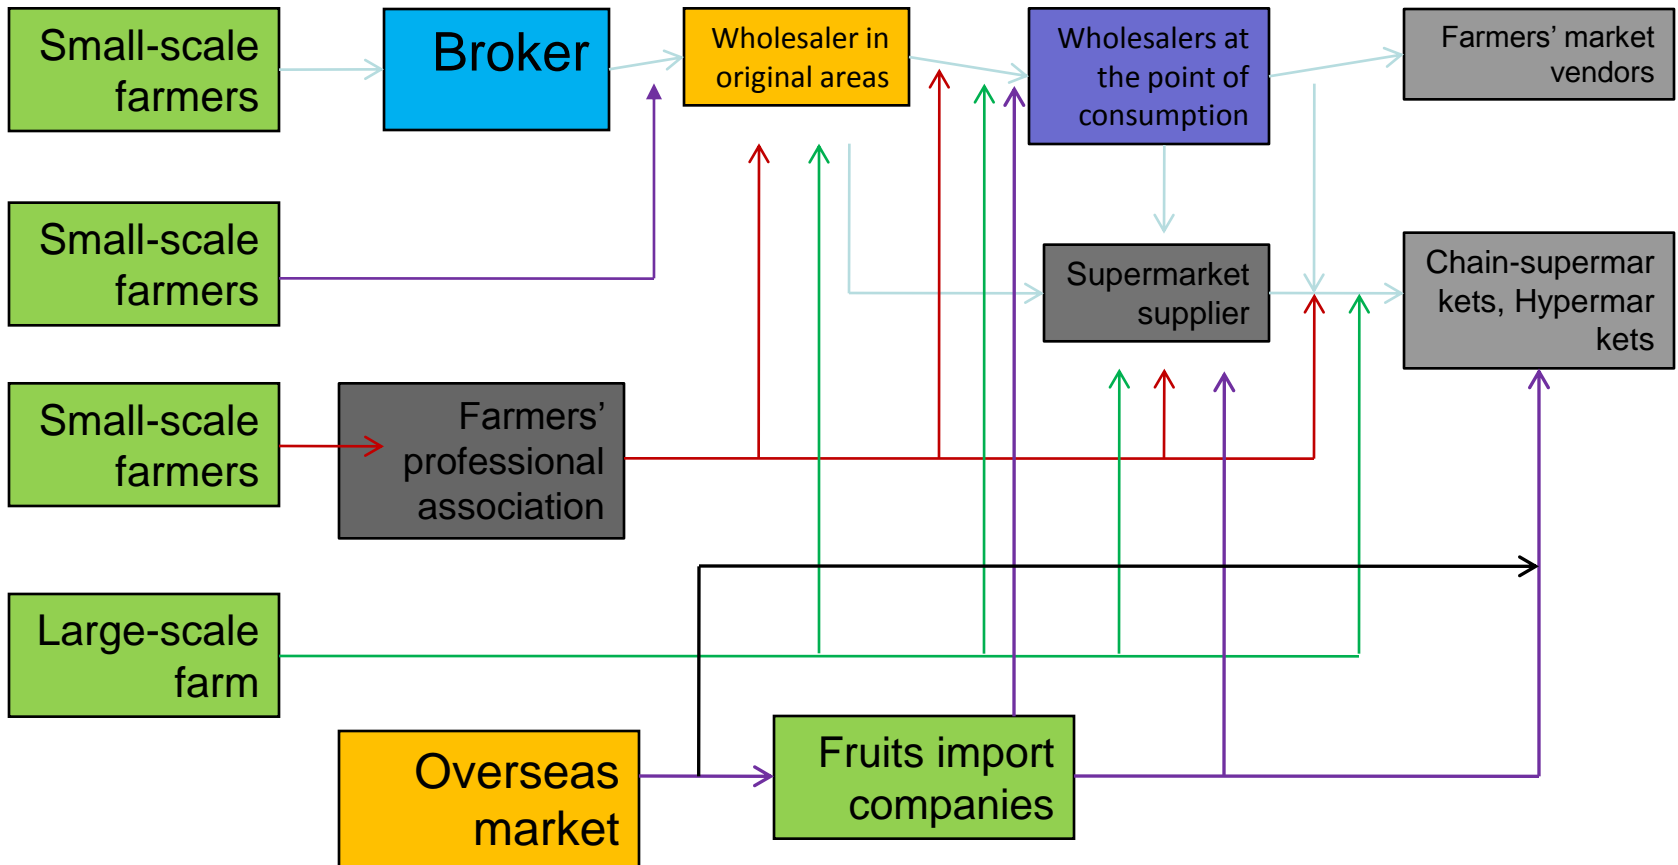 Small-scale
farmers
Broker
Wholesaler in
original areas
Wholesalers at
the point of
consumption
Farmers’ market
vendors
Small-scale
farmers
Supermarket
supplier
Chain-supermar
kets, Hypermar
kets
Small-scale
farmers
Farmers’
professional
association
Large-scale
farm
Overseas
market
Fruits import
companies